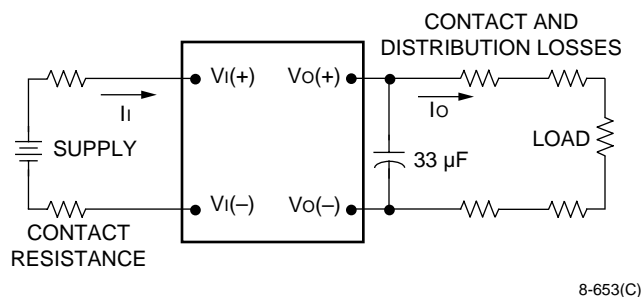 CONTACT AND
DISTRIBUTION LOSSES
VI(+)
VO(+)
II
IO
SUPPLY
33 µF
LOAD
VI(–)
VO(–)
CONTACT
RESISTANCE
8-653(C)